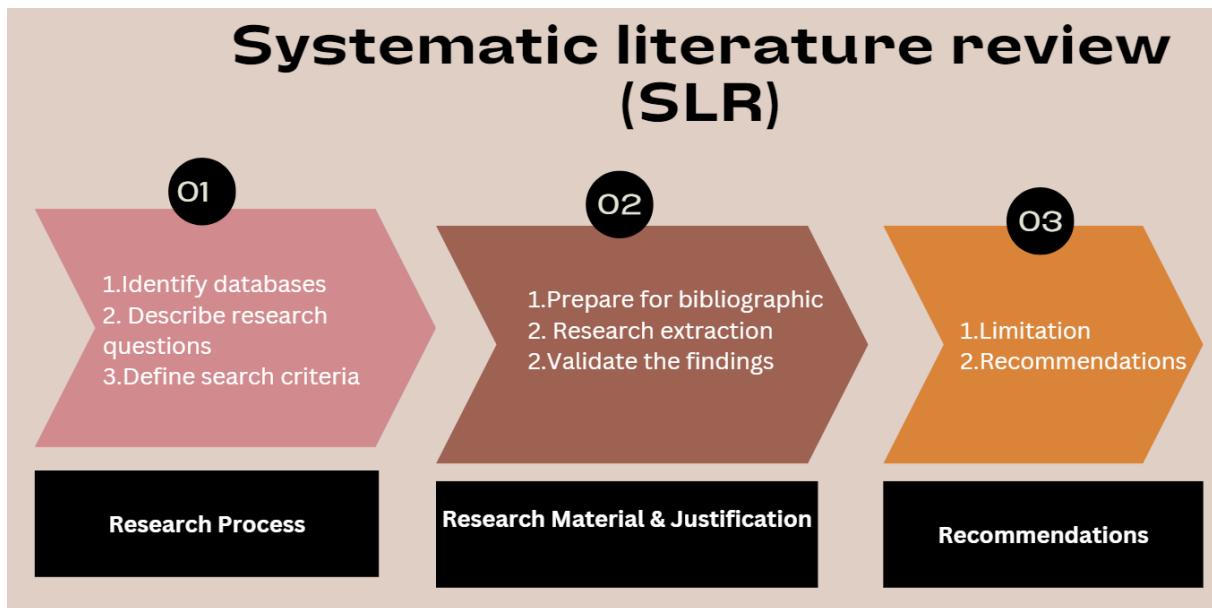 Systematic literature review
(SLR)
01
1.Identify databases
2. Describe research
questions
3.Define search criteria
Research Process
02
1.Prepare for bibliographic
2. Research extraction
2.Validate the findings
Research Material & Justification
03
1.Limitation
2.Recommendations
Recommendations